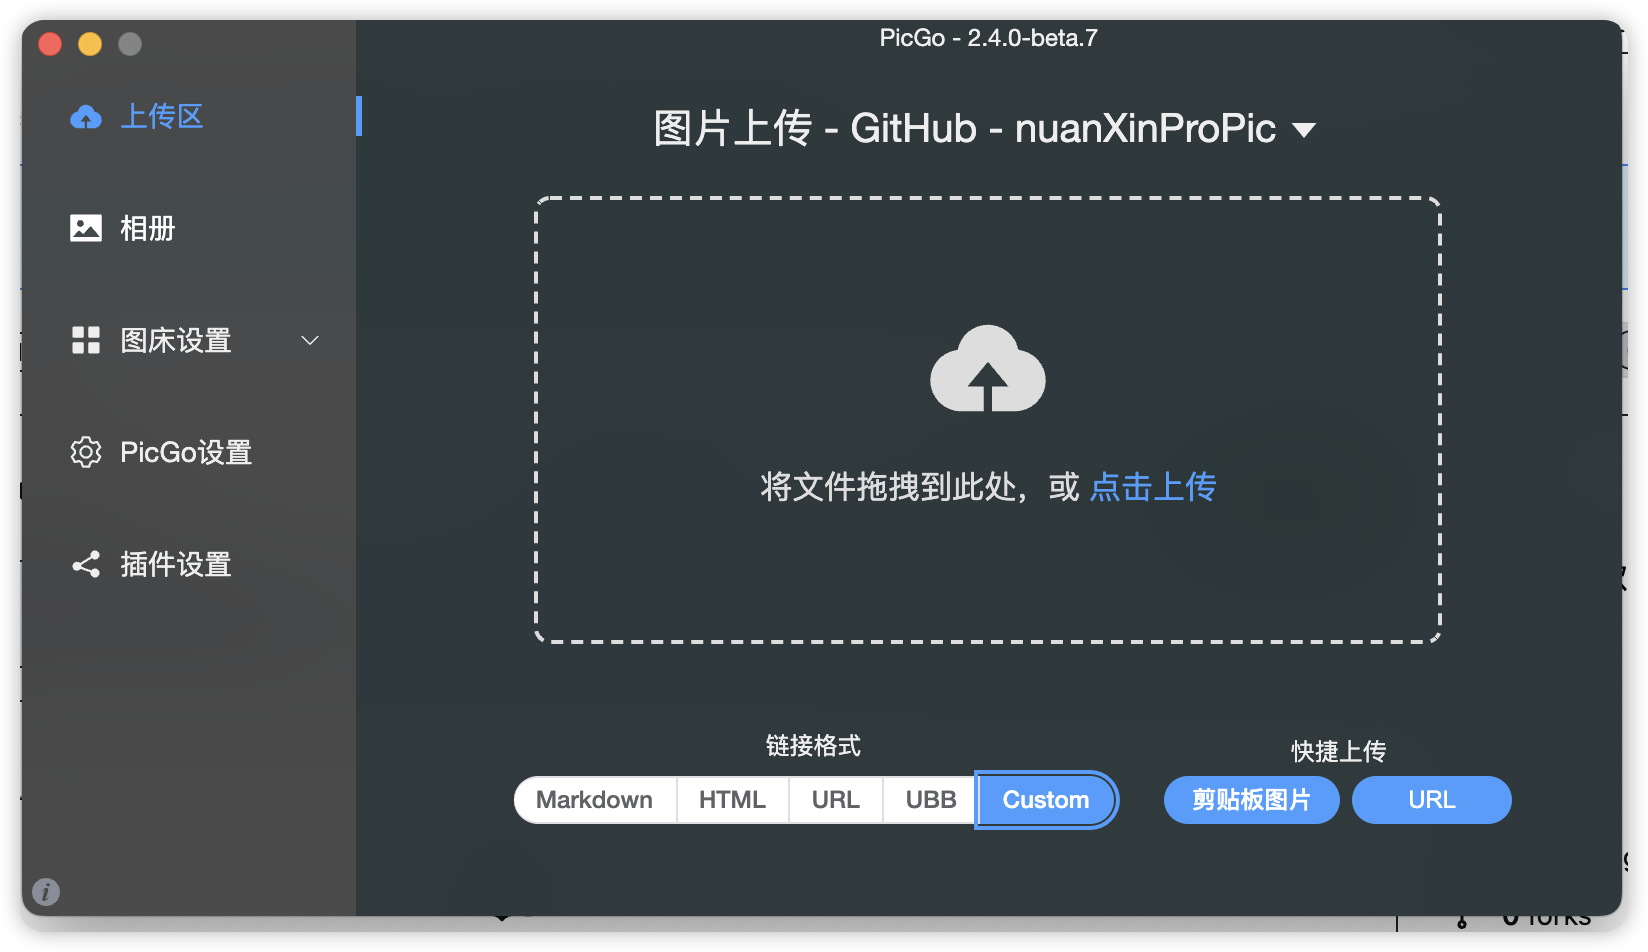 PicGo - 2.4.0-beta.7
上传区
相册
图床设置
PicGo设置
插件设置
图片上传 - GitHub - nuanXinProPic
将文件拖拽到此处，或 点击上传
链接格式
Markdown HTML URL UBB Custom
快捷上传
剪贴板图片 URL
0 forks